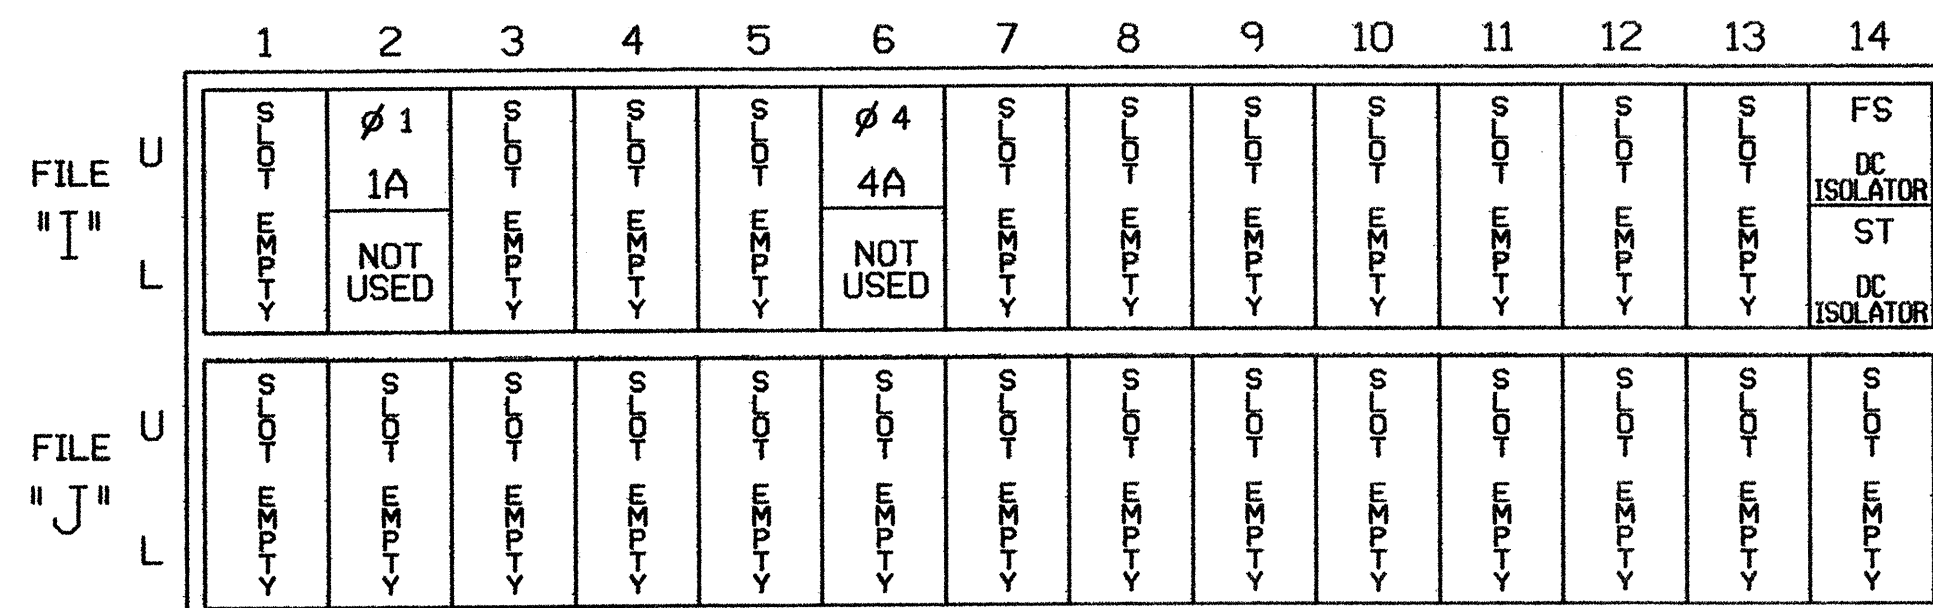 1 2 3 4 5 6 7 8 9 10 11 12 13 14
FILE "I"
U
L
SLOT EMPTY
Ø 1
1A
NOT USED
SLOT EMPTY
SLOT EMPTY
SLOT EMPTY
Ø 4
4A
NOT USED
SLOT EMPTY
SLOT EMPTY
SLOT EMPTY
SLOT EMPTY
SLOT EMPTY
SLOT EMPTY
SLOT EMPTY
FS
DC
ISOLATOR
ST
DC
ISOLATOR
FILE "J"
U
L
SLOT EMPTY
SLOT EMPTY
SLOT EMPTY
SLOT EMPTY
SLOT EMPTY
SLOT EMPTY
SLOT EMPTY
SLOT EMPTY
SLOT EMPTY
SLOT EMPTY
SLOT EMPTY
SLOT EMPTY
SLOT EMPTY
SLOT EMPTY